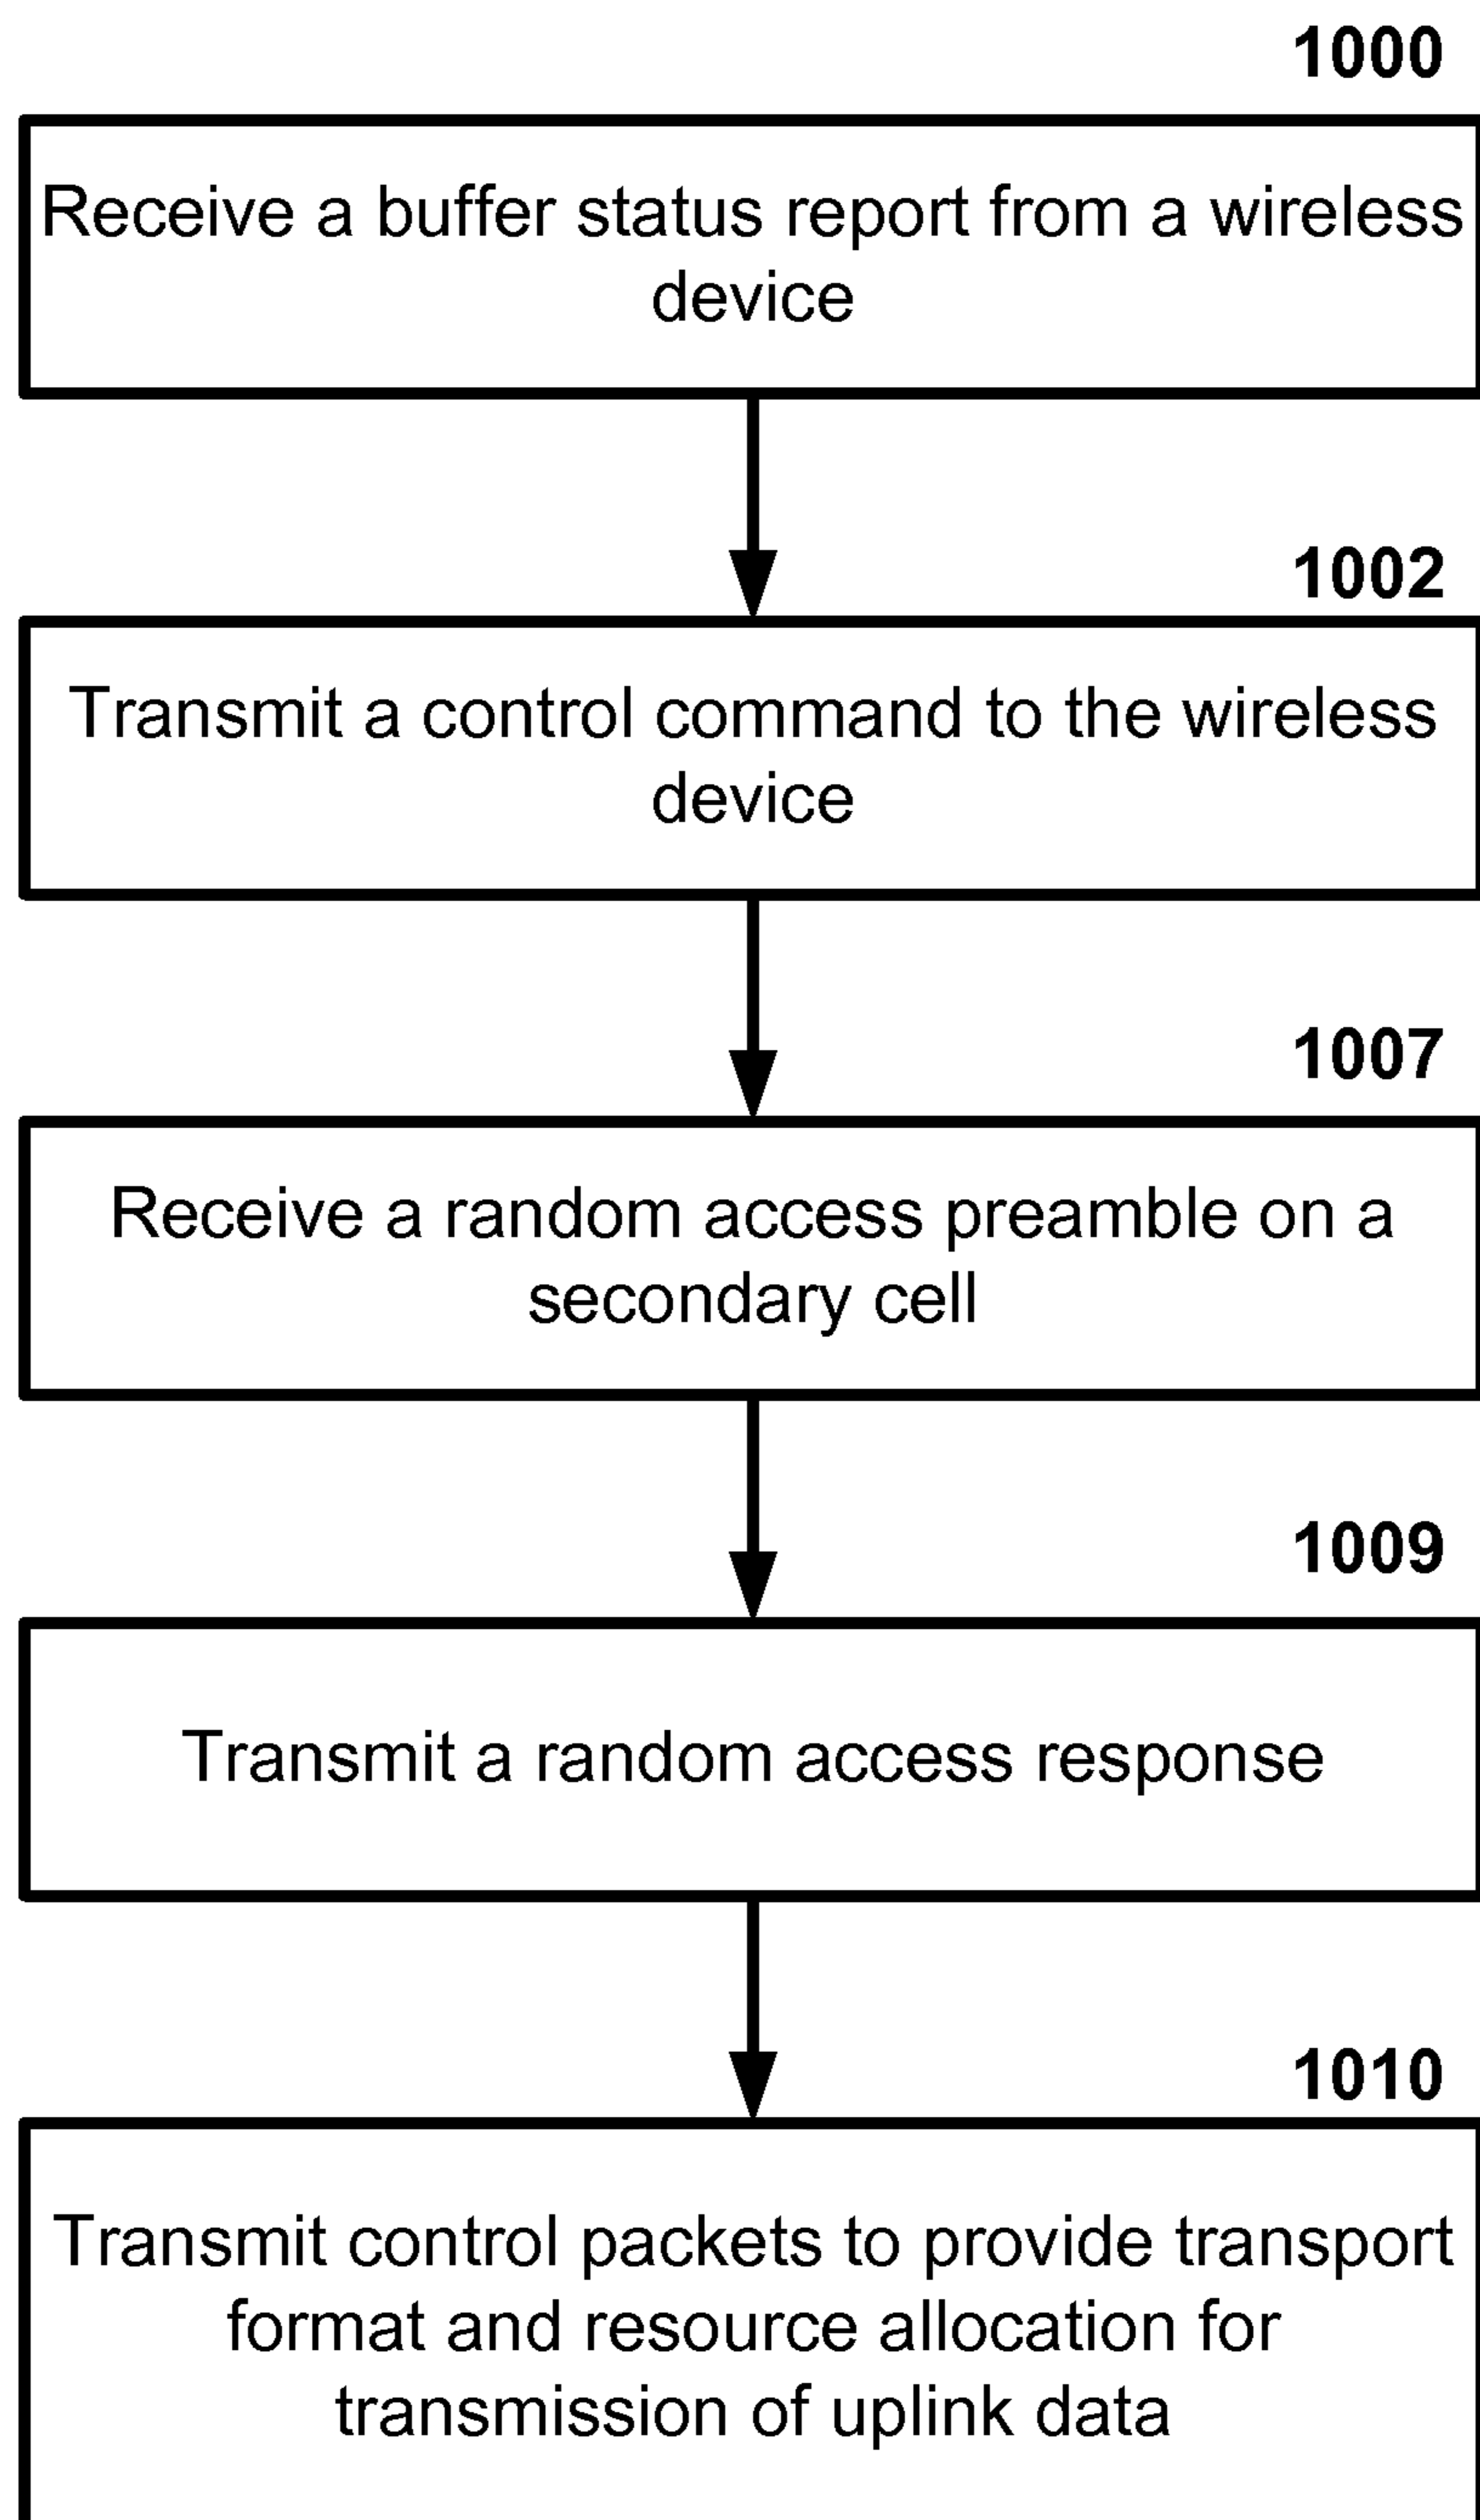 1000
Receive a buffer status report from a wireless
device
1002
Transmit a control command to the wireless
device
1007
Receive a random access preamble on a
secondary cell
1009
Transmit a random access response
1010
Transmit control packets to provide transport
format and resource allocation for
transmission of uplink data